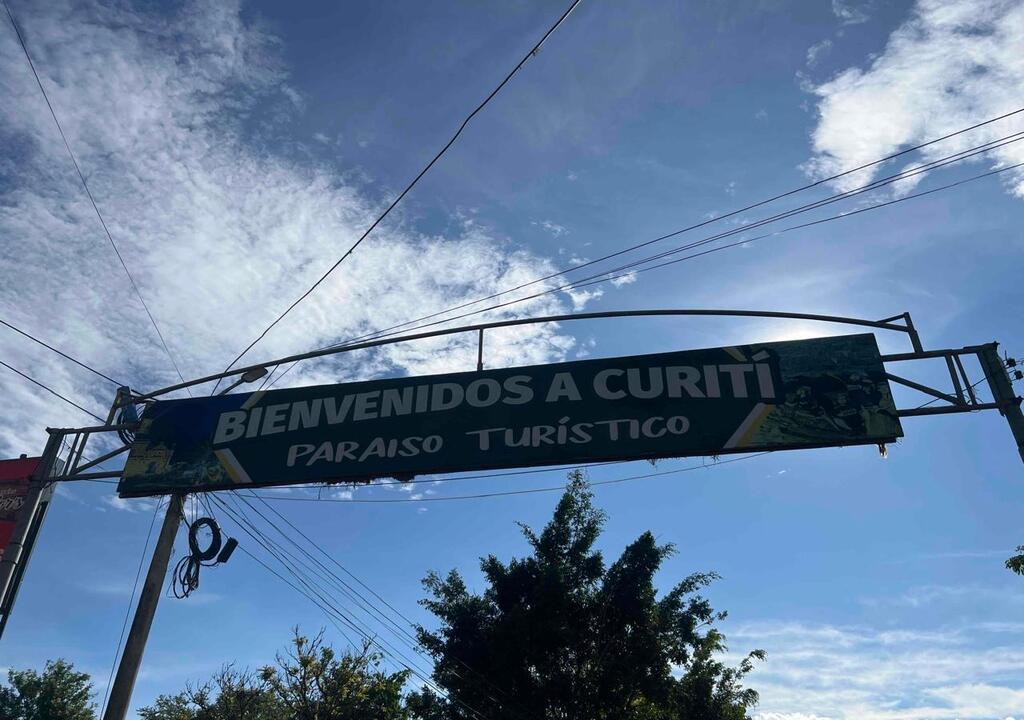 BIENVENIDOS A CURITÍ
PARAISO TURÍSTICO